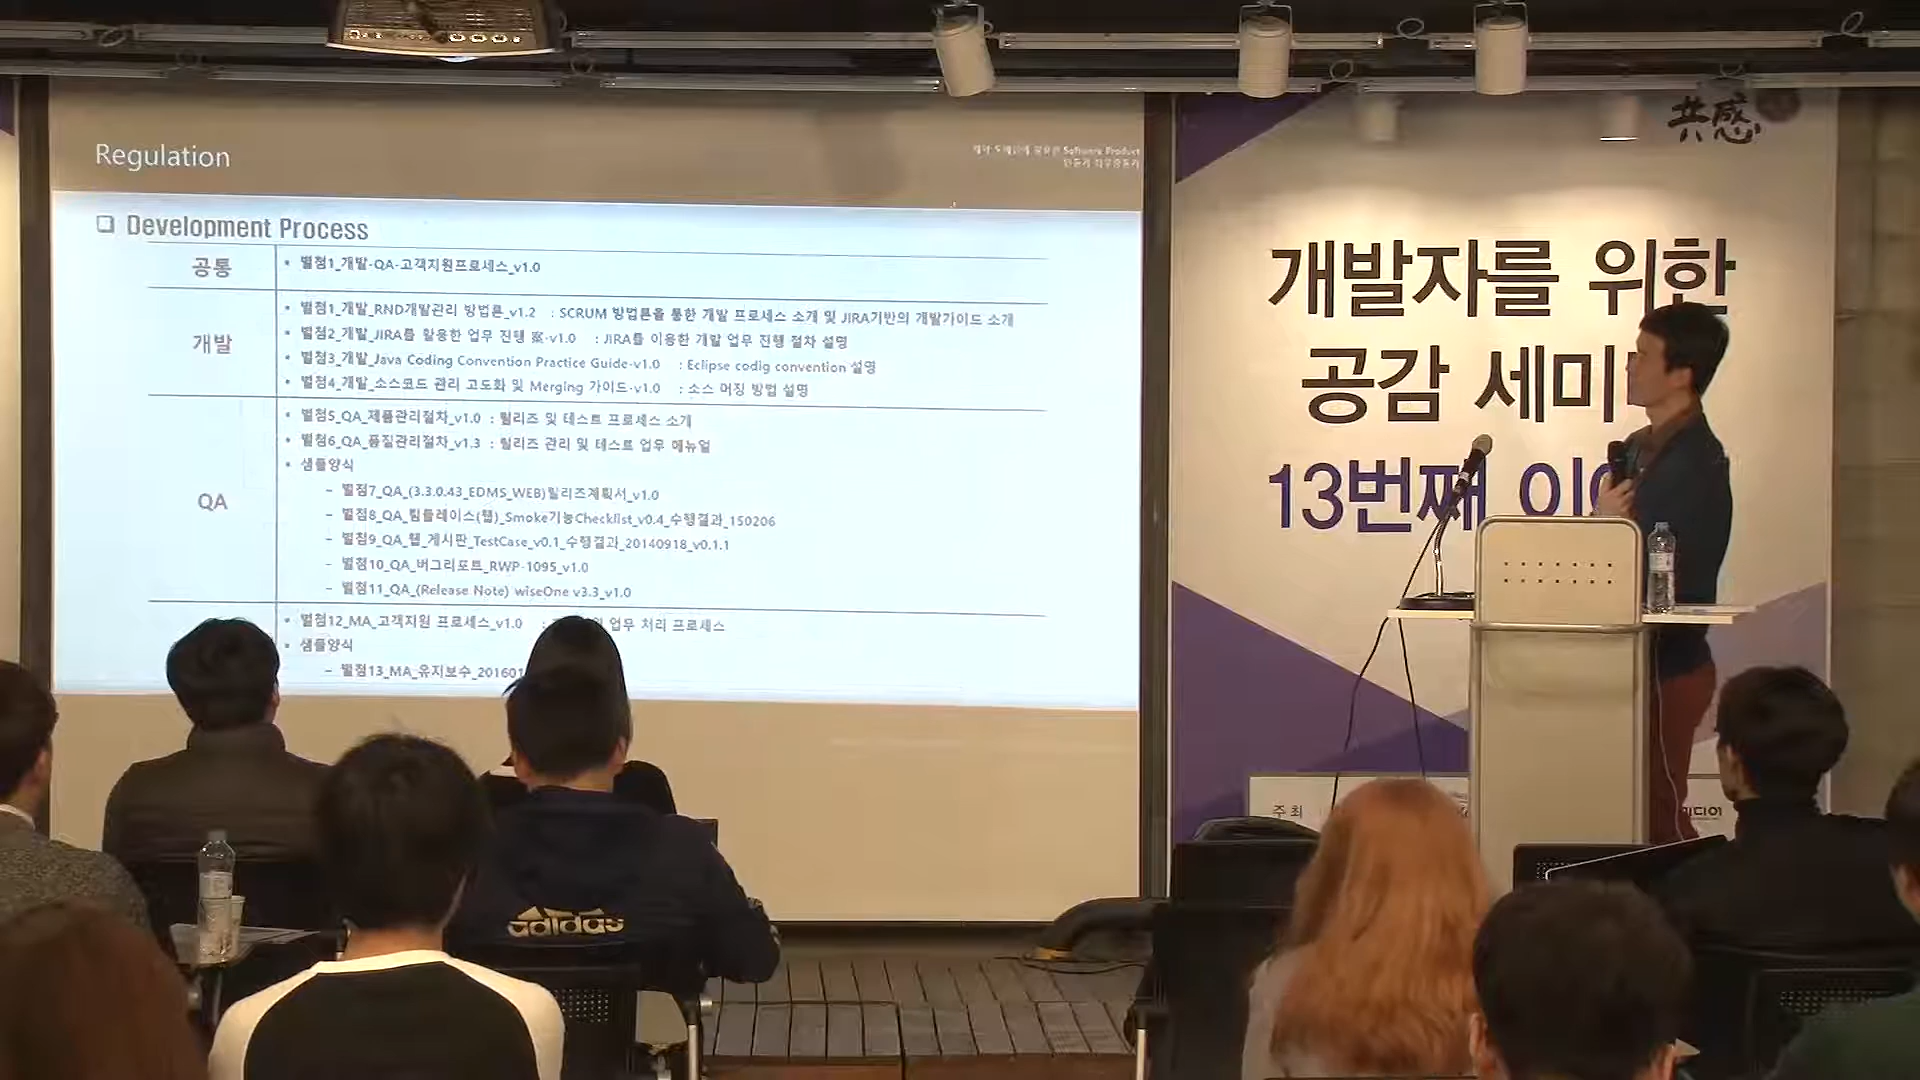 Regulation
Software Product
❏ Development Process
공통
• 별첨1_개발-QA-고객지원프로세스_v1.0
개발
• 별첨1_개발_RND개발관리 방법론_v1.2 : SCRUM 방법론을 통한 개발 프로세스 소개 및 JIRA기반의 개발가이드 소개
• 별첨2_개발_JIRA를 활용한 업무 진행 -v1.0 : JIRA를 이용한 개발 업무 진행 절차 설명
• 별첨3_개발_Java Coding Convention Practice Guide-v1.0 : Eclipse codig convention 설명
• 별첨4_개발_소스코드 관리 고도화 및 Merging 가이드-v1.0 : 소스 머징 방법 설명
QA
• 별첨5_QA_제품관리절차_v1.0 : 릴리즈 및 테스트 프로세스 소개
• 별첨6_QA_품질관리절차_v1.3 : 릴리즈 관리 및 테스트 업무 메뉴얼
• 샘플양식
– 별첨7_QA_(3.3.0.43_EDMS_WEB)릴리즈계획서_v1.0
– 별첨8_QA_팀플레이스(웹)_Smoke기능Checklist_v0.4_수행결과_150206
– 별첨9_QA_웹_게시판_TestCase_v0.1_수행결과_20140918_v0.1.1
– 별첨10_QA_버그리포트_RWP-1095_v1.0
– 별첨11_QA_(Release Note) wiseOne v3.3_v1.0
• 별첨12_MA_고객지원 프로세스_v1.0 : 업무 처리 프로세스
• 샘플양식
– 별첨13_MA_유지보수_201601
共感
개발자를 위한
공감 세미
13번째 이
주최
미디어
adidas